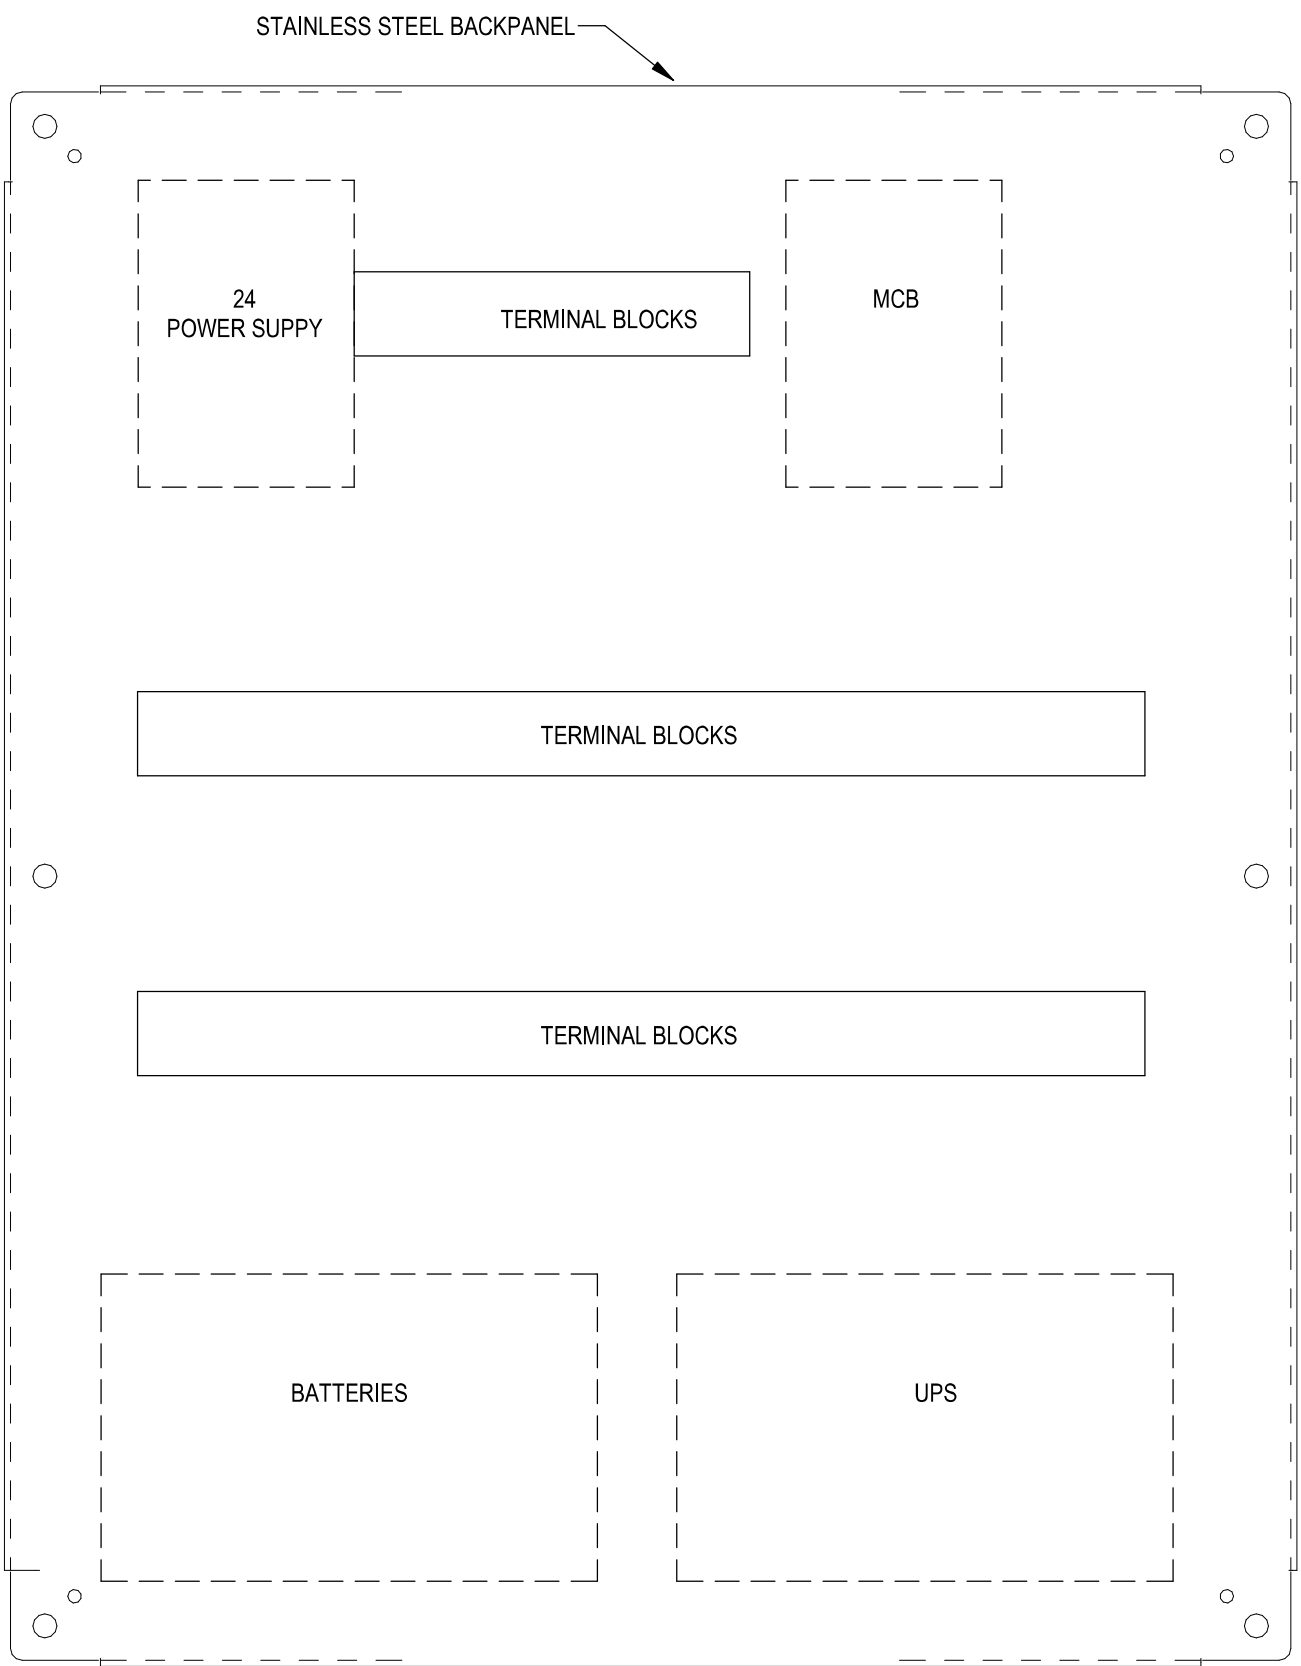 STAINLESS STEEL BACKPANEL
24
POWER SUPPY
TERMINAL BLOCKS
MCB
TERMINAL BLOCKS
TERMINAL BLOCKS
BATTERIES
UPS